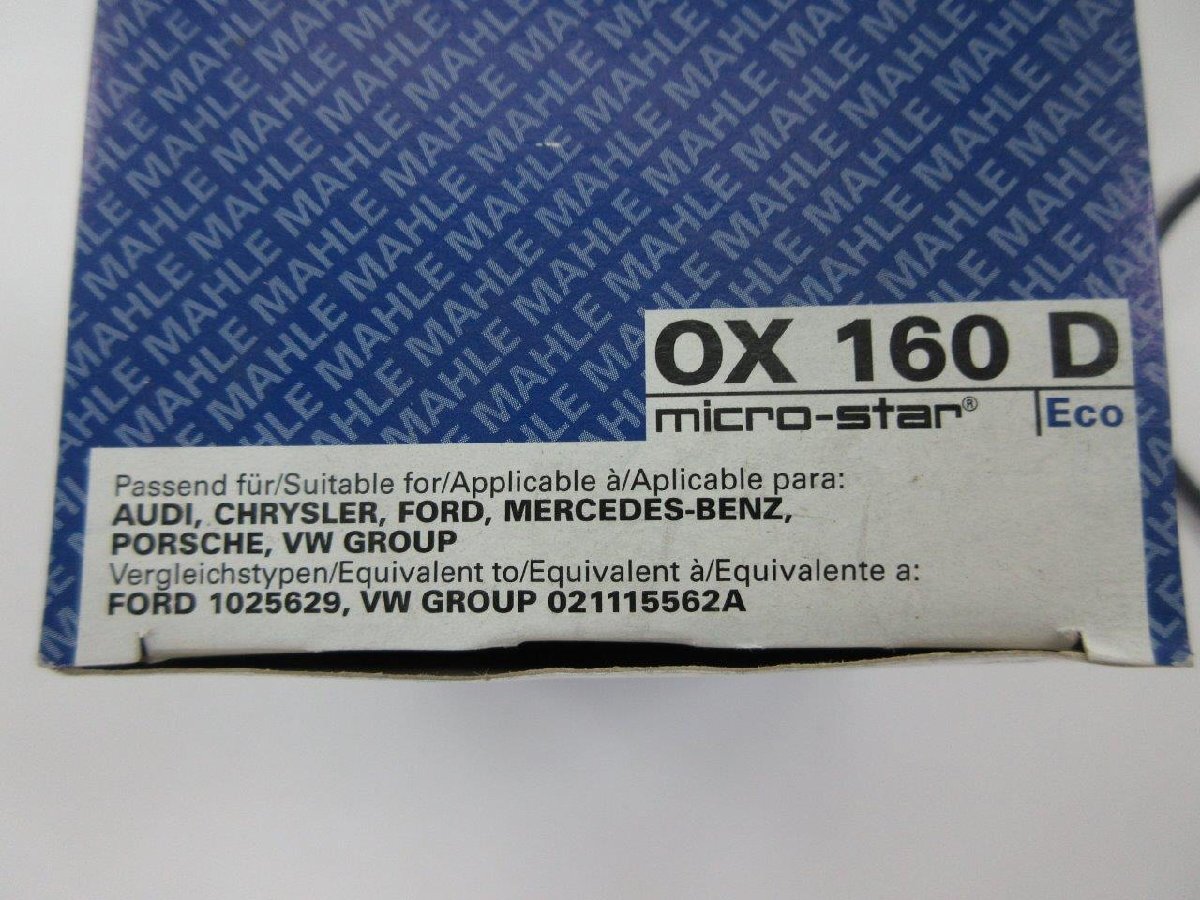 MAHLE
OX 160 D
micro-star®
Eco
Passend für/Suitable for/Applicable à/Aplicable para:
AUDI, CHRYSLER, FORD, MERCEDES-BENZ,
PORSCHE, VW GROUP
Vergleichstypen/Equivalent to/Equivalent à/Equivalente a:
FORD 1025629, VW GROUP 021115562A